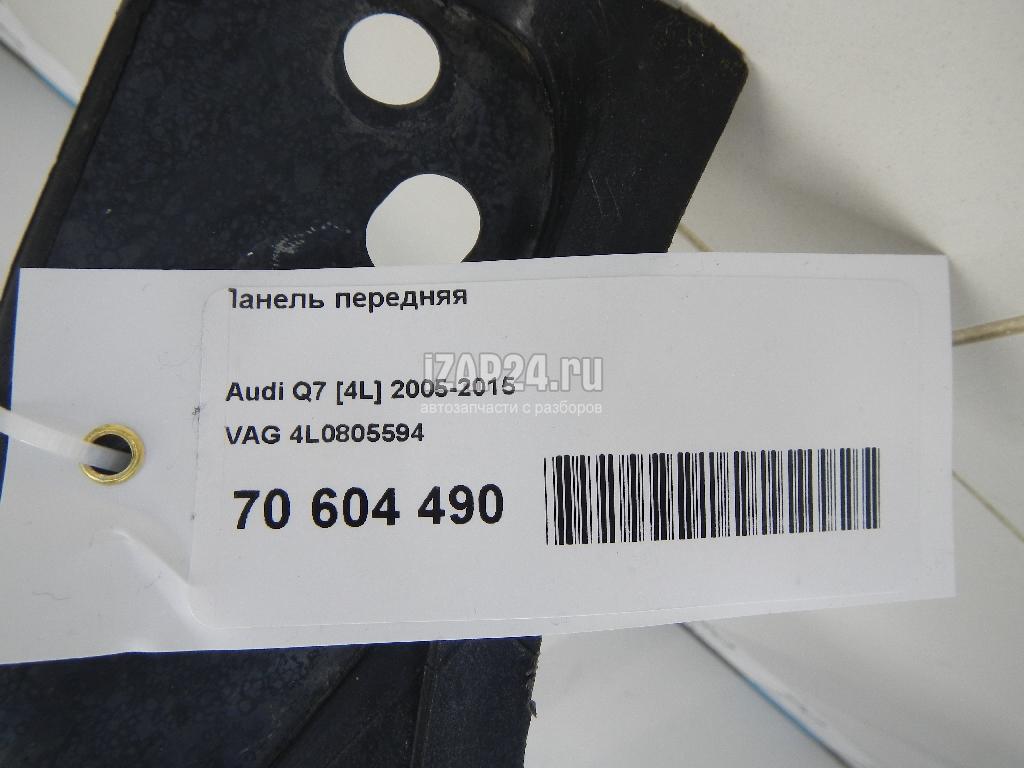 Панель передняя
iZAP24.ru
Audi Q7 [4L] 2005-2015
автозапчасти с разборов
VAG 4L0805594
70 604 490